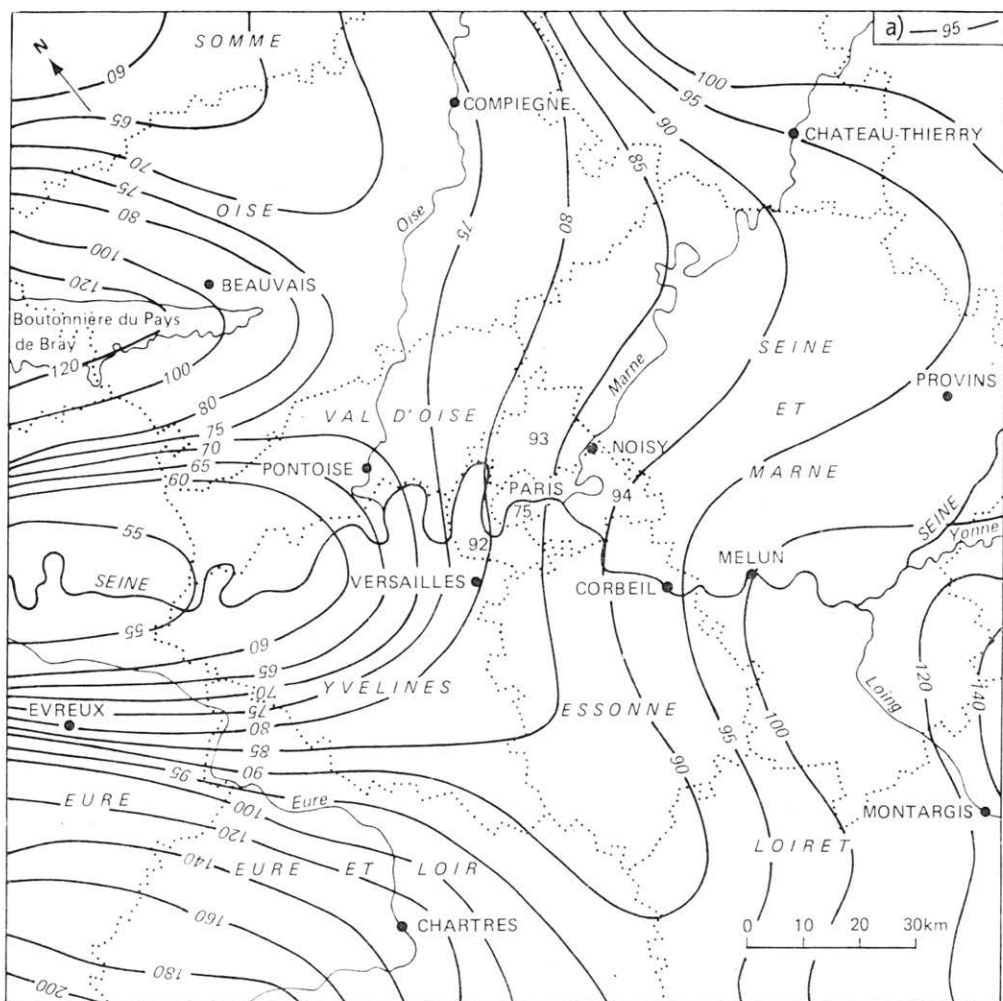 a) 95
N
SOMME
60
100
65
95
COMPIEGNE
90
CHATEAU-THIERRY
70
85
75
80
OISE
Oise
75
80
100
120
BEAUVAIS
Boutonnière du Pays
de Bray
120
100
Marne
SEINE
80
VAL D'OISE
PROVINS
ET
75
70
65
60
93
NOISY
MARNE
PONTOISE
PARIS
75
94
SEINE
Yonne
55
92
MELUN
SEINE
VERSAILLES
CORBEIL
55
60
65
YVELINES
120
140
70
75
EVREUX
80
ESSONNE
Loing
85
100
95
90
95
90
EURE
100
Eure
120
MONTARGIS
140
EURE ET LOIR
LOIRET
160
CHARTRES
180
200
0 10 20 30km